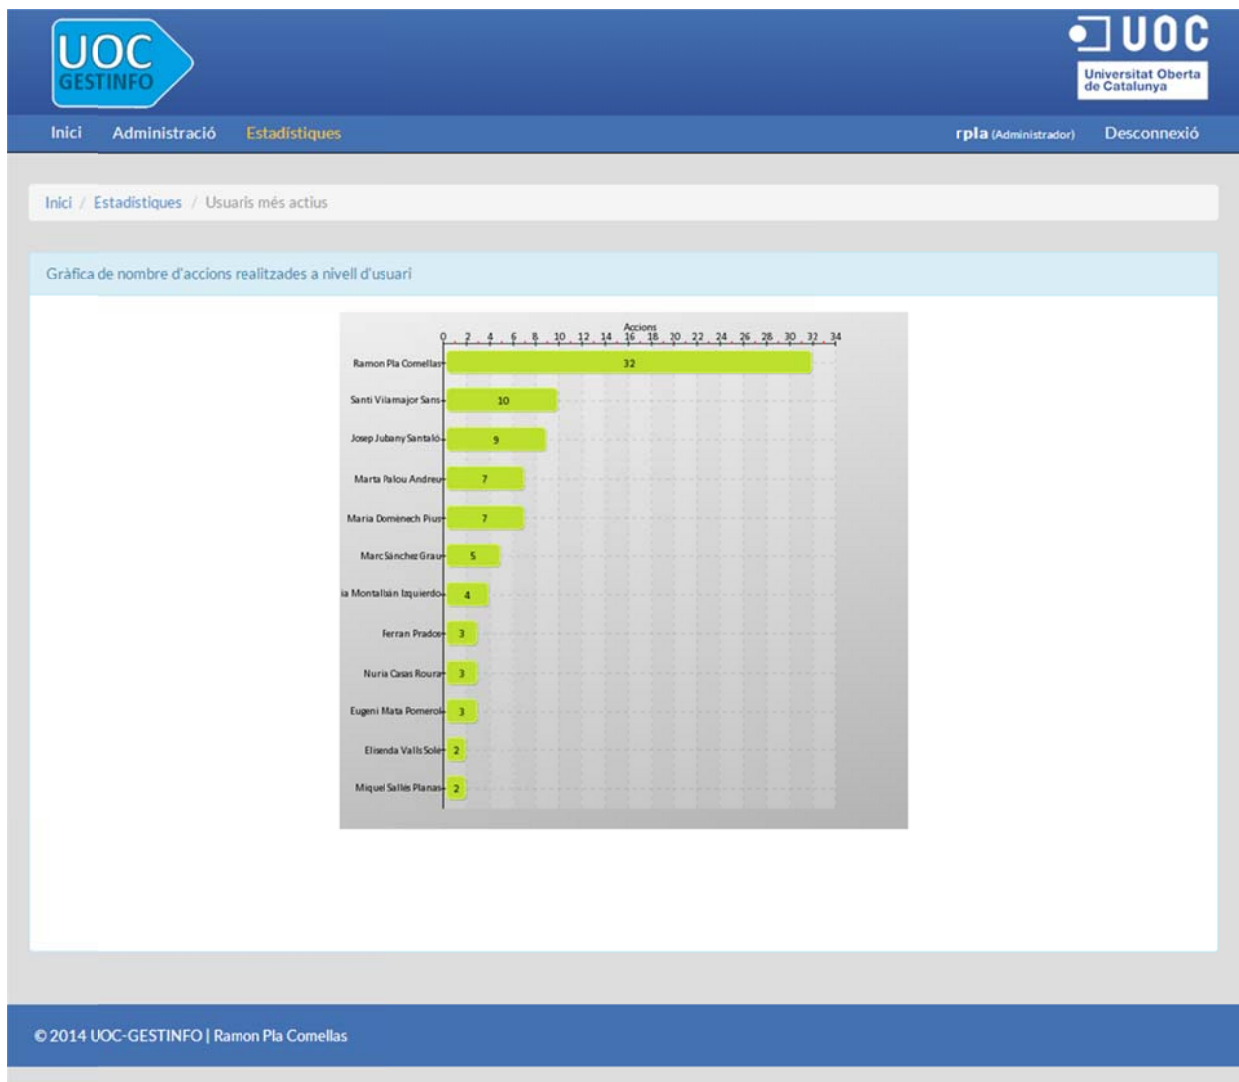 UOC
GESTINFO
UOC
Universitat Oberta
de Catalunya
Inici Administració Estadístiques rpla (Administrador) Desconnexió
Inici / Estadístiques / Usuaris més actius
Gràfica de nombre d'accions realitzades a nivell d'usuari
Accions
0 2 4 6 8 10 12 14 16 18 20 22 24 26 28 30 32 34
Ramon Pla Comellas 32
Santi Vilamajor Sans 10
Josep Jubany Santaló 9
Marta Palou Andreu 7
Maria Domènech Pius 7
Marc Sánchez Grau 5
ia Montalbán Izquierdo 4
Ferran Prados 3
Nuria Casas Roura 3
Eugeni Mata Pomerol 3
Elisenda Valls Sole 2
Miquel Sallés Planas 2
© 2014 UOC-GESTINFO | Ramon Pla Comellas